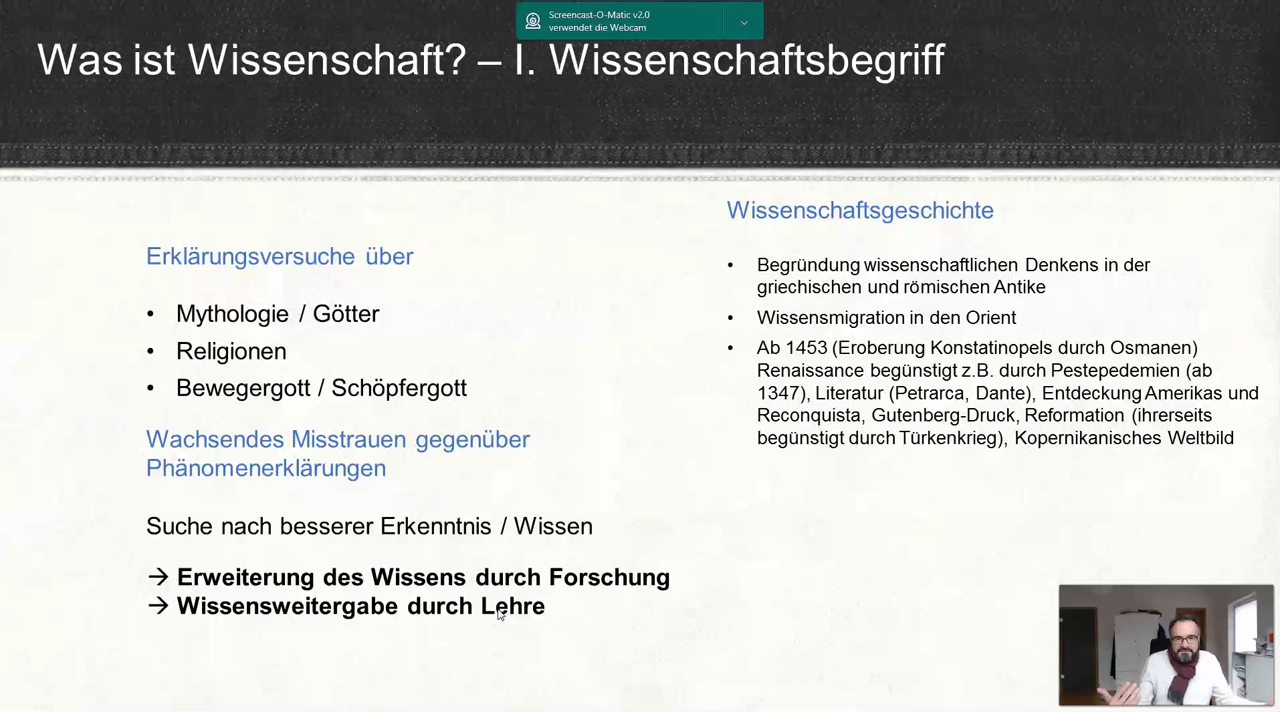 Screencast-O-Matic v2.0
verwendet die Webcam
Was ist Wissenschaft? – I. Wissenschaftsbegriff
Erklärungsversuche über
• Mythologie / Götter
• Religionen
• Bewegergott / Schöpfergott
Wachsendes Misstrauen gegenüber
Phänomenerklärungen
Suche nach besserer Erkenntnis / Wissen
→ Erweiterung des Wissens durch Forschung
→ Wissensweitergabe durch Lehre
Wissenschaftsgeschichte
• Begründung wissenschaftlichen Denkens in der
griechischen und römischen Antike
• Wissensmigration in den Orient
• Ab 1453 (Eroberung Konstatinopels durch Osmanen)
Renaissance begünstigt z.B. durch Pestepedemien (ab
1347), Literatur (Petrarca, Dante), Entdeckung Amerikas und
Reconquista, Gutenberg-Druck, Reformation (ihrerseits
begünstigt durch Türkenkrieg), Kopernikanisches Weltbild